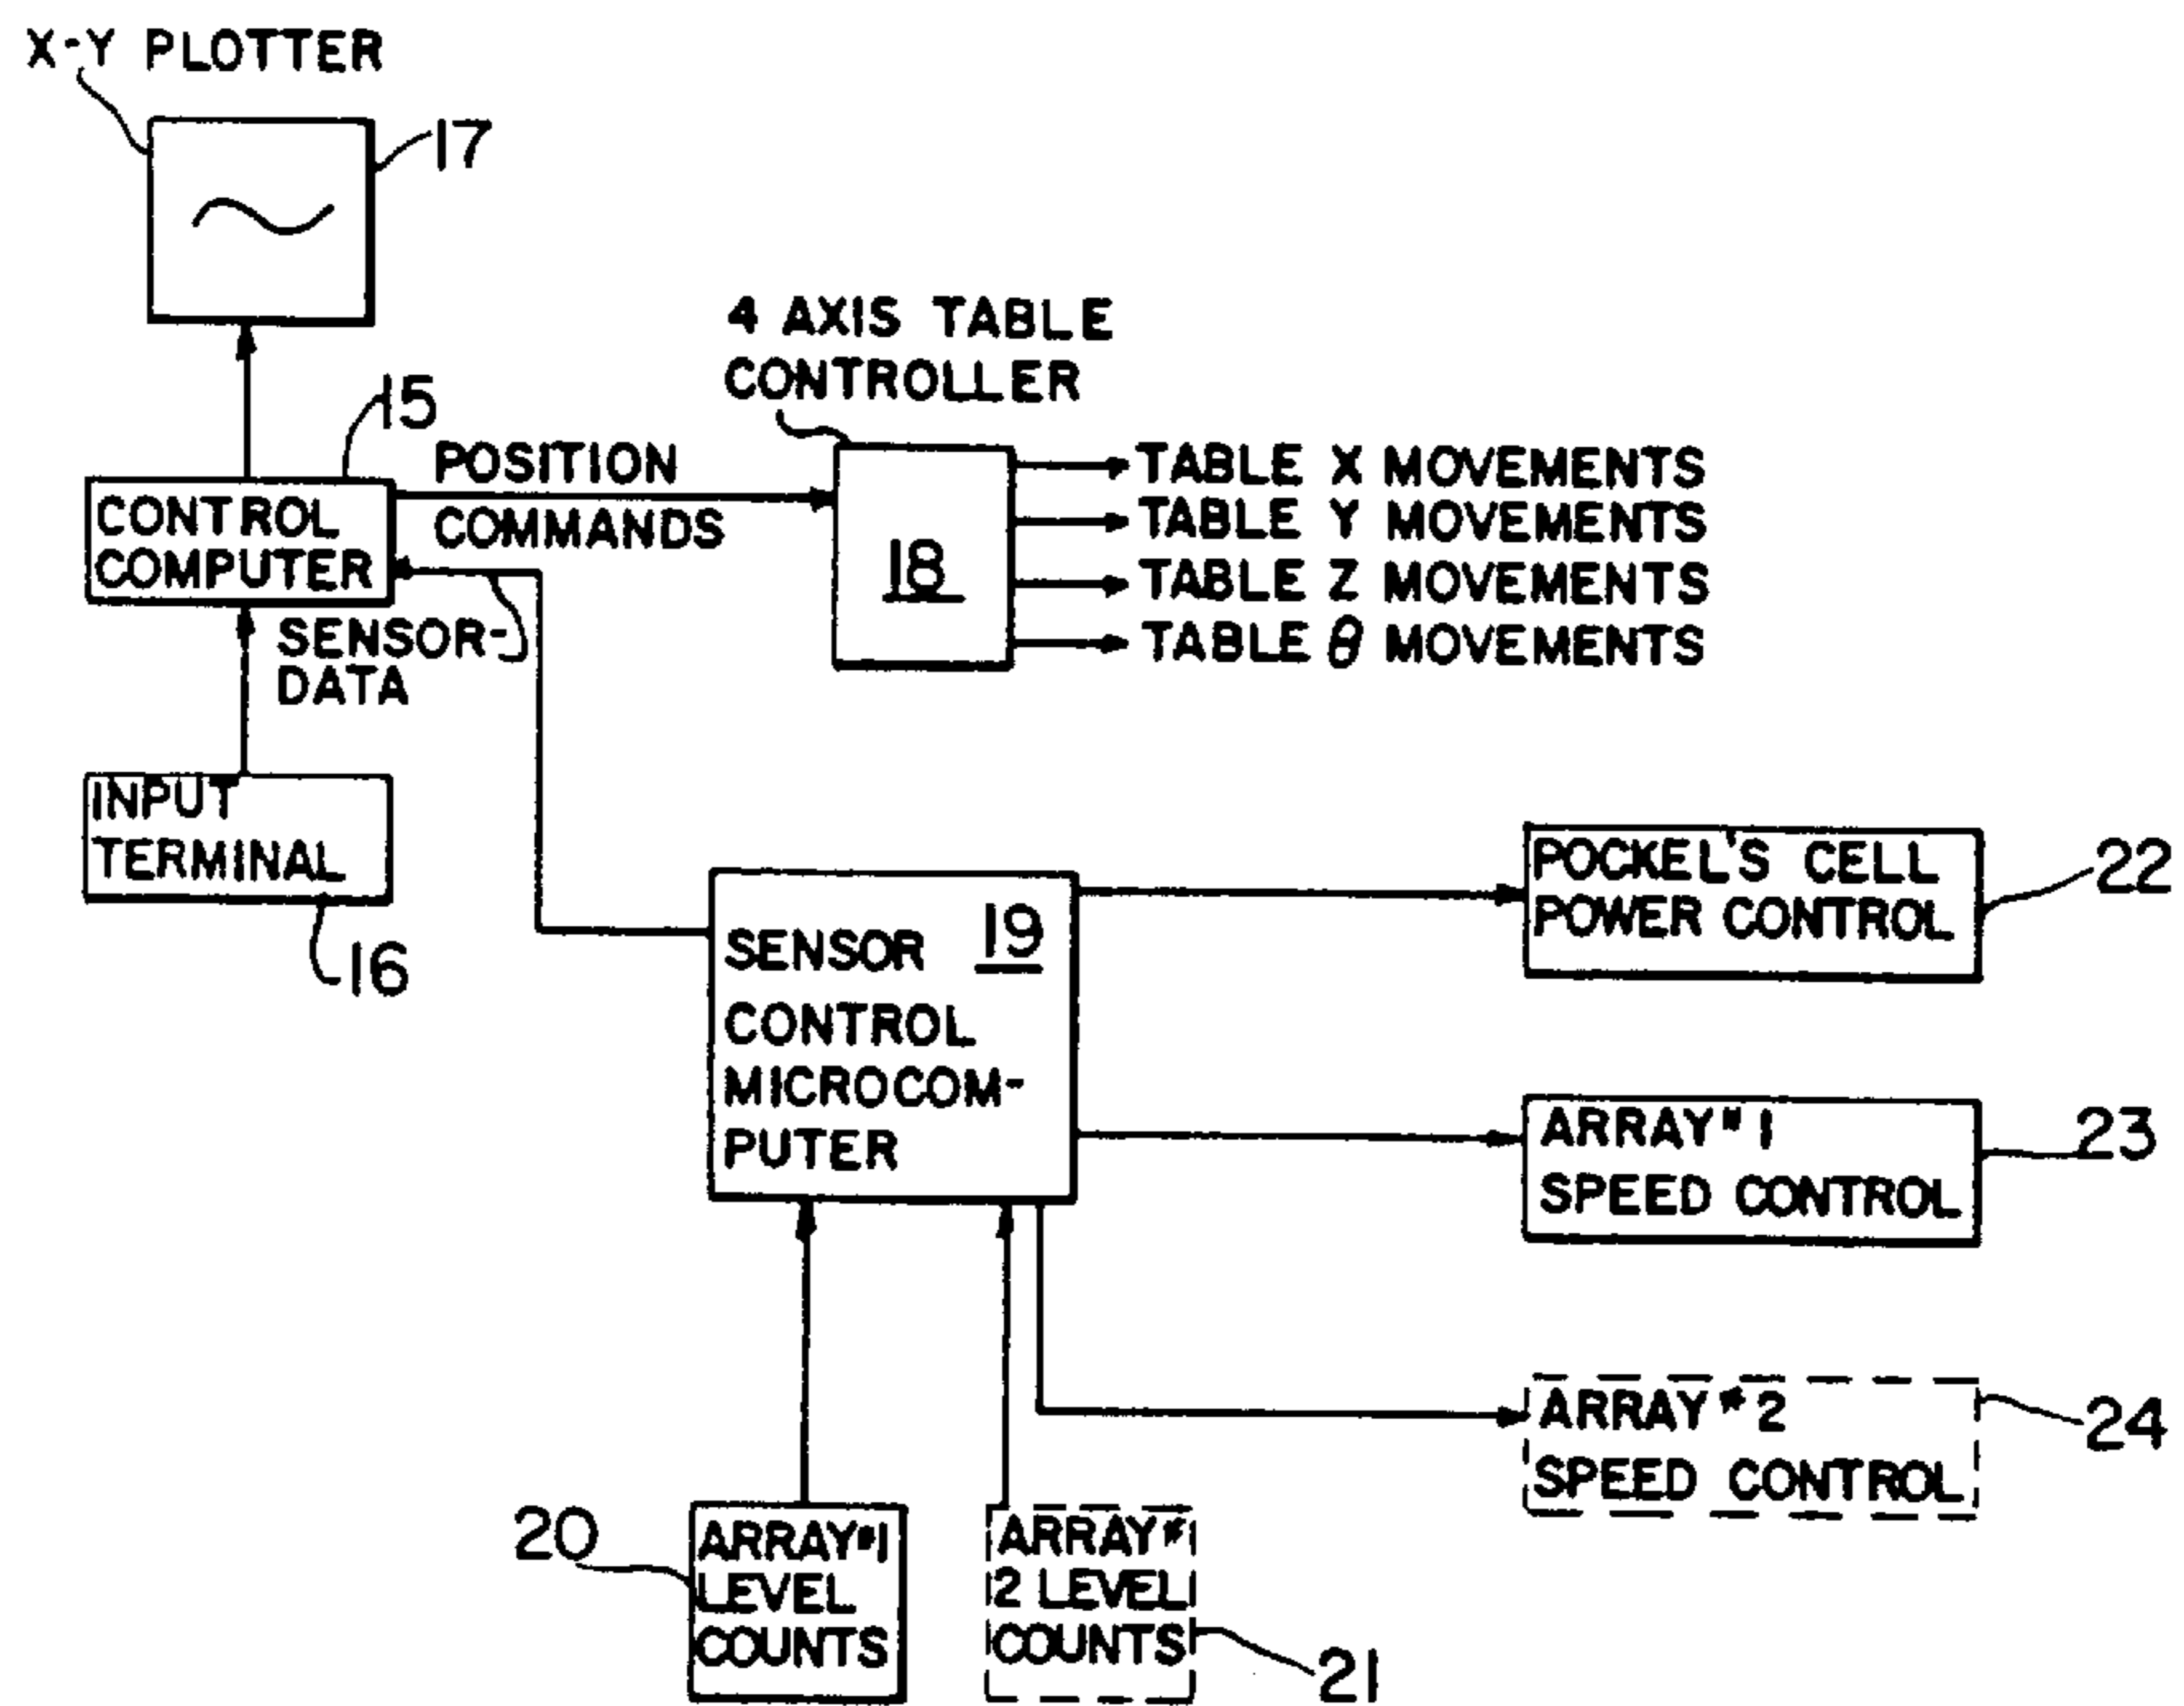 X-Y PLOTTER
17
4 AXIS TABLE
CONTROLLER
15
POSITION
COMMANDS
CONTROL
COMPUTER
18
TABLE X MOVEMENTS
TABLE Y MOVEMENTS
TABLE Z MOVEMENTS
TABLE θ MOVEMENTS
SENSOR-
DATA
INPUT
TERMINAL
16
SENSOR 19
CONTROL
MICROCOM-
PUTER
POCKEL'S CELL
POWER CONTROL
22
ARRAY #1
SPEED CONTROL
23
ARRAY #2
SPEED CONTROL
24
20
ARRAY #1
LEVEL
COUNTS
ARRAY #
2 LEVEL
COUNTS
21